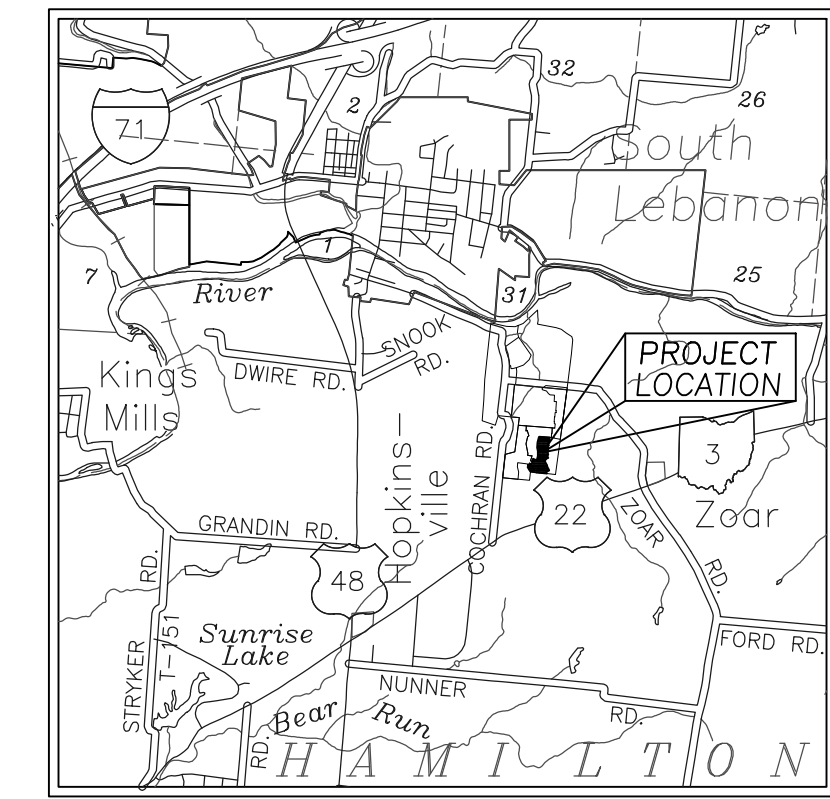 32
2
26
71
South
Lebanon
1
7
25
River
31
SNOOK
RD.
PROJECT
LOCATION
Kings
Mills
DWIRE RD.
3
Hopkins-
ville
COCHRAN RD.
Zoar
22
ZOAR
RD.
GRANDIN RD.
48
RD.
STRYKER
T-151
Sunrise
Lake
FORD RD.
NUNNER
RD.
Bear Run
RD.
HAMILTON